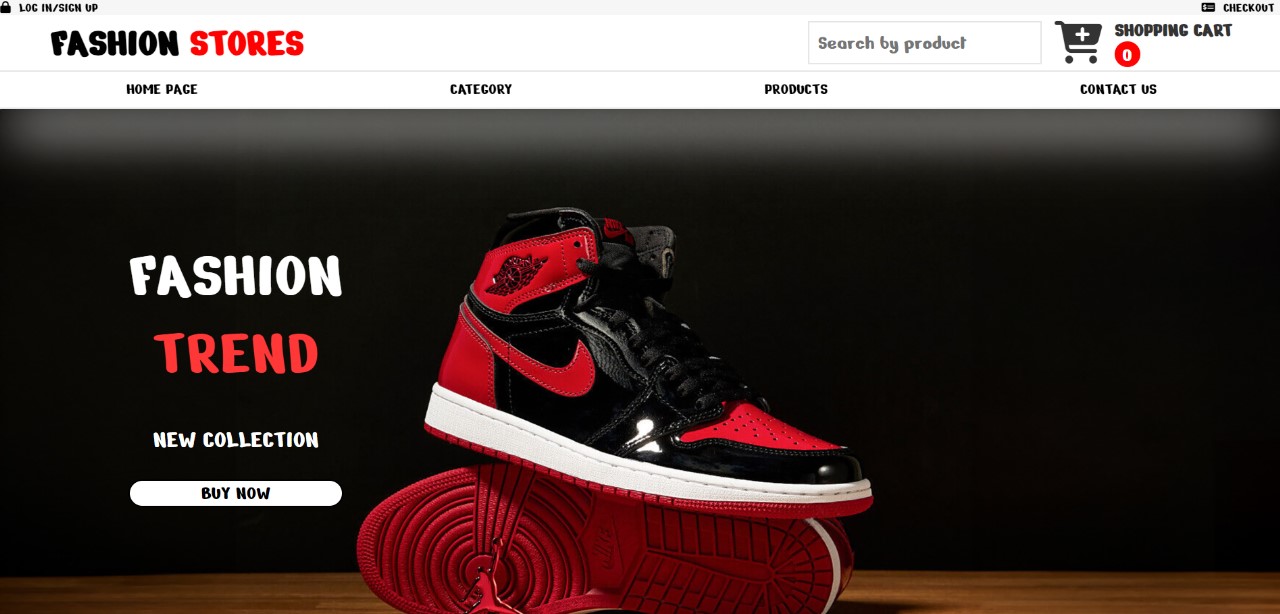 LOG IN/SIGN UP
CHECKOUT
FASHION STORES
Search by product
SHOPPING CART
0
HOME PAGE
CATEGORY
PRODUCTS
CONTACT US
FASHION
TREND
NEW COLLECTION
BUY NOW